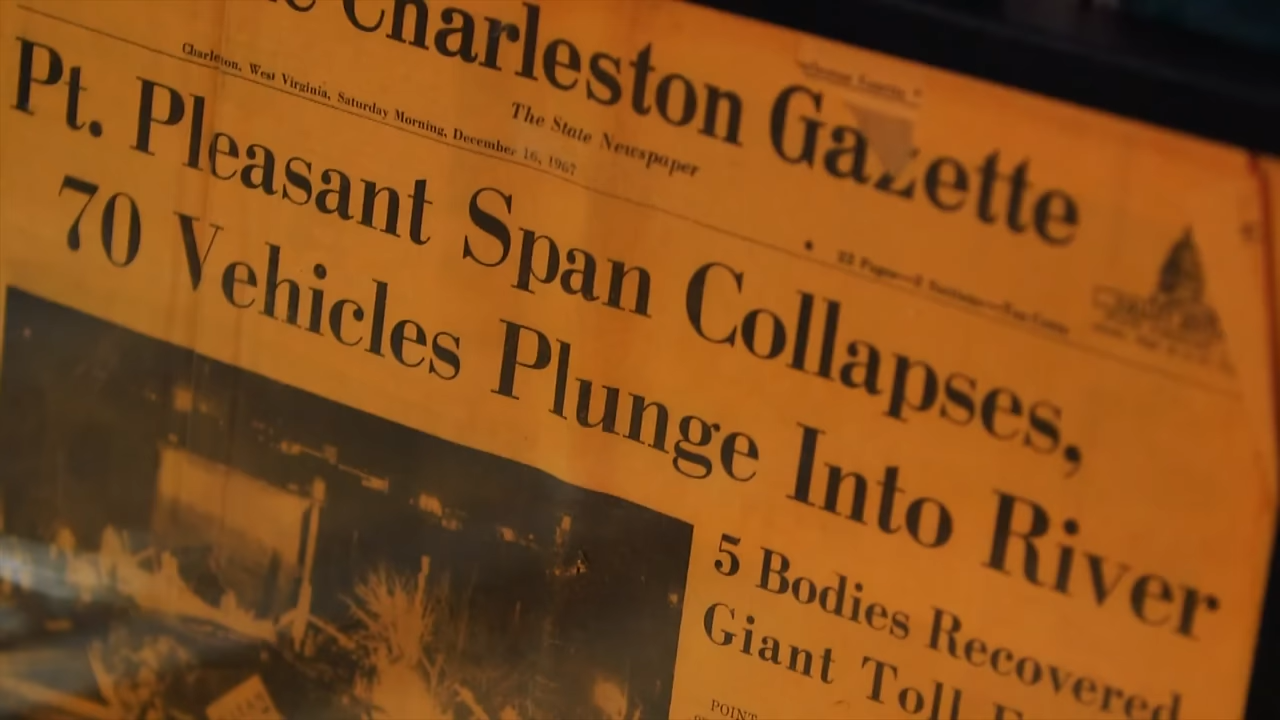 Charleston Gazette
The State Newspaper
Charleston, West Virginia, Saturday Morning, December 16, 1967
Pt. Pleasant Span Collapses,
70 Vehicles Plunge Into River
5 Bodies Recovered
Giant Toll
POINT